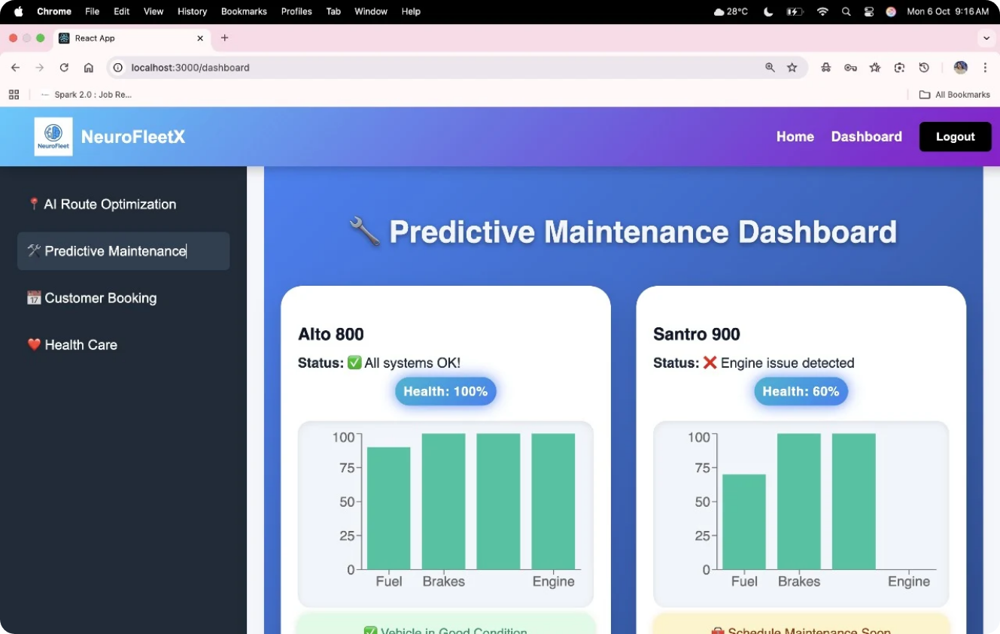 Chrome File Edit View History Bookmarks Profiles Tab Window Help 28°C Mon 6 Oct 9:16 AM
React App
localhost:3000/dashboard
Spark 2.0 : Job Re... All Bookmarks
NeuroFleet
NeuroFleetX Home Dashboard Logout
AI Route Optimization
Predictive Maintenance
17 Customer Booking
Health Care
Predictive Maintenance Dashboard
Alto 800
Status: ✅ All systems OK!
Health: 100%
100
75
50
25
0
Fuel Brakes Engine
✅ Vehicle in Good Condition
Santro 900
Status: ❌ Engine issue detected
Health: 60%
100
75
50
25
0
Fuel Brakes Engine
Schedule Maintenance Soon